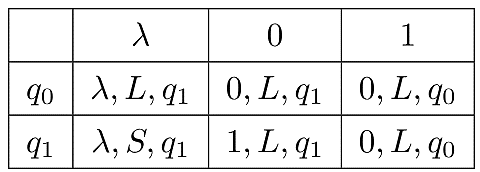 λ 0 1
q₀ λ, L, q₁ 0, L, q₁ 0, L, q₀
q₁ λ, S, q₁ 1, L, q₁ 0, L, q₀